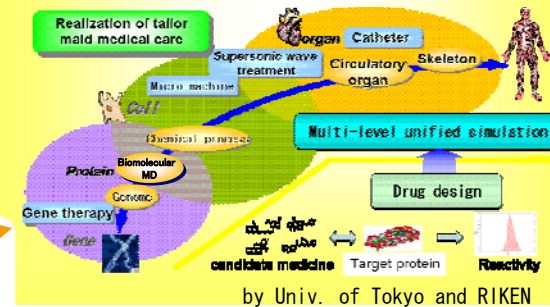 Realization of tailor
maid medical care
organ
Catheter
Supersonic wave
treatment
Circulatory
organ
Skeleton
Micro machine
Cell
Chemical process
Multi-level unified simulation
Protein
Biomolecular
MD
Genome
Drug design
Gene therapy
Gene
candidate medicine
Target protein
Reactivity
by Univ. of Tokyo and RIKEN